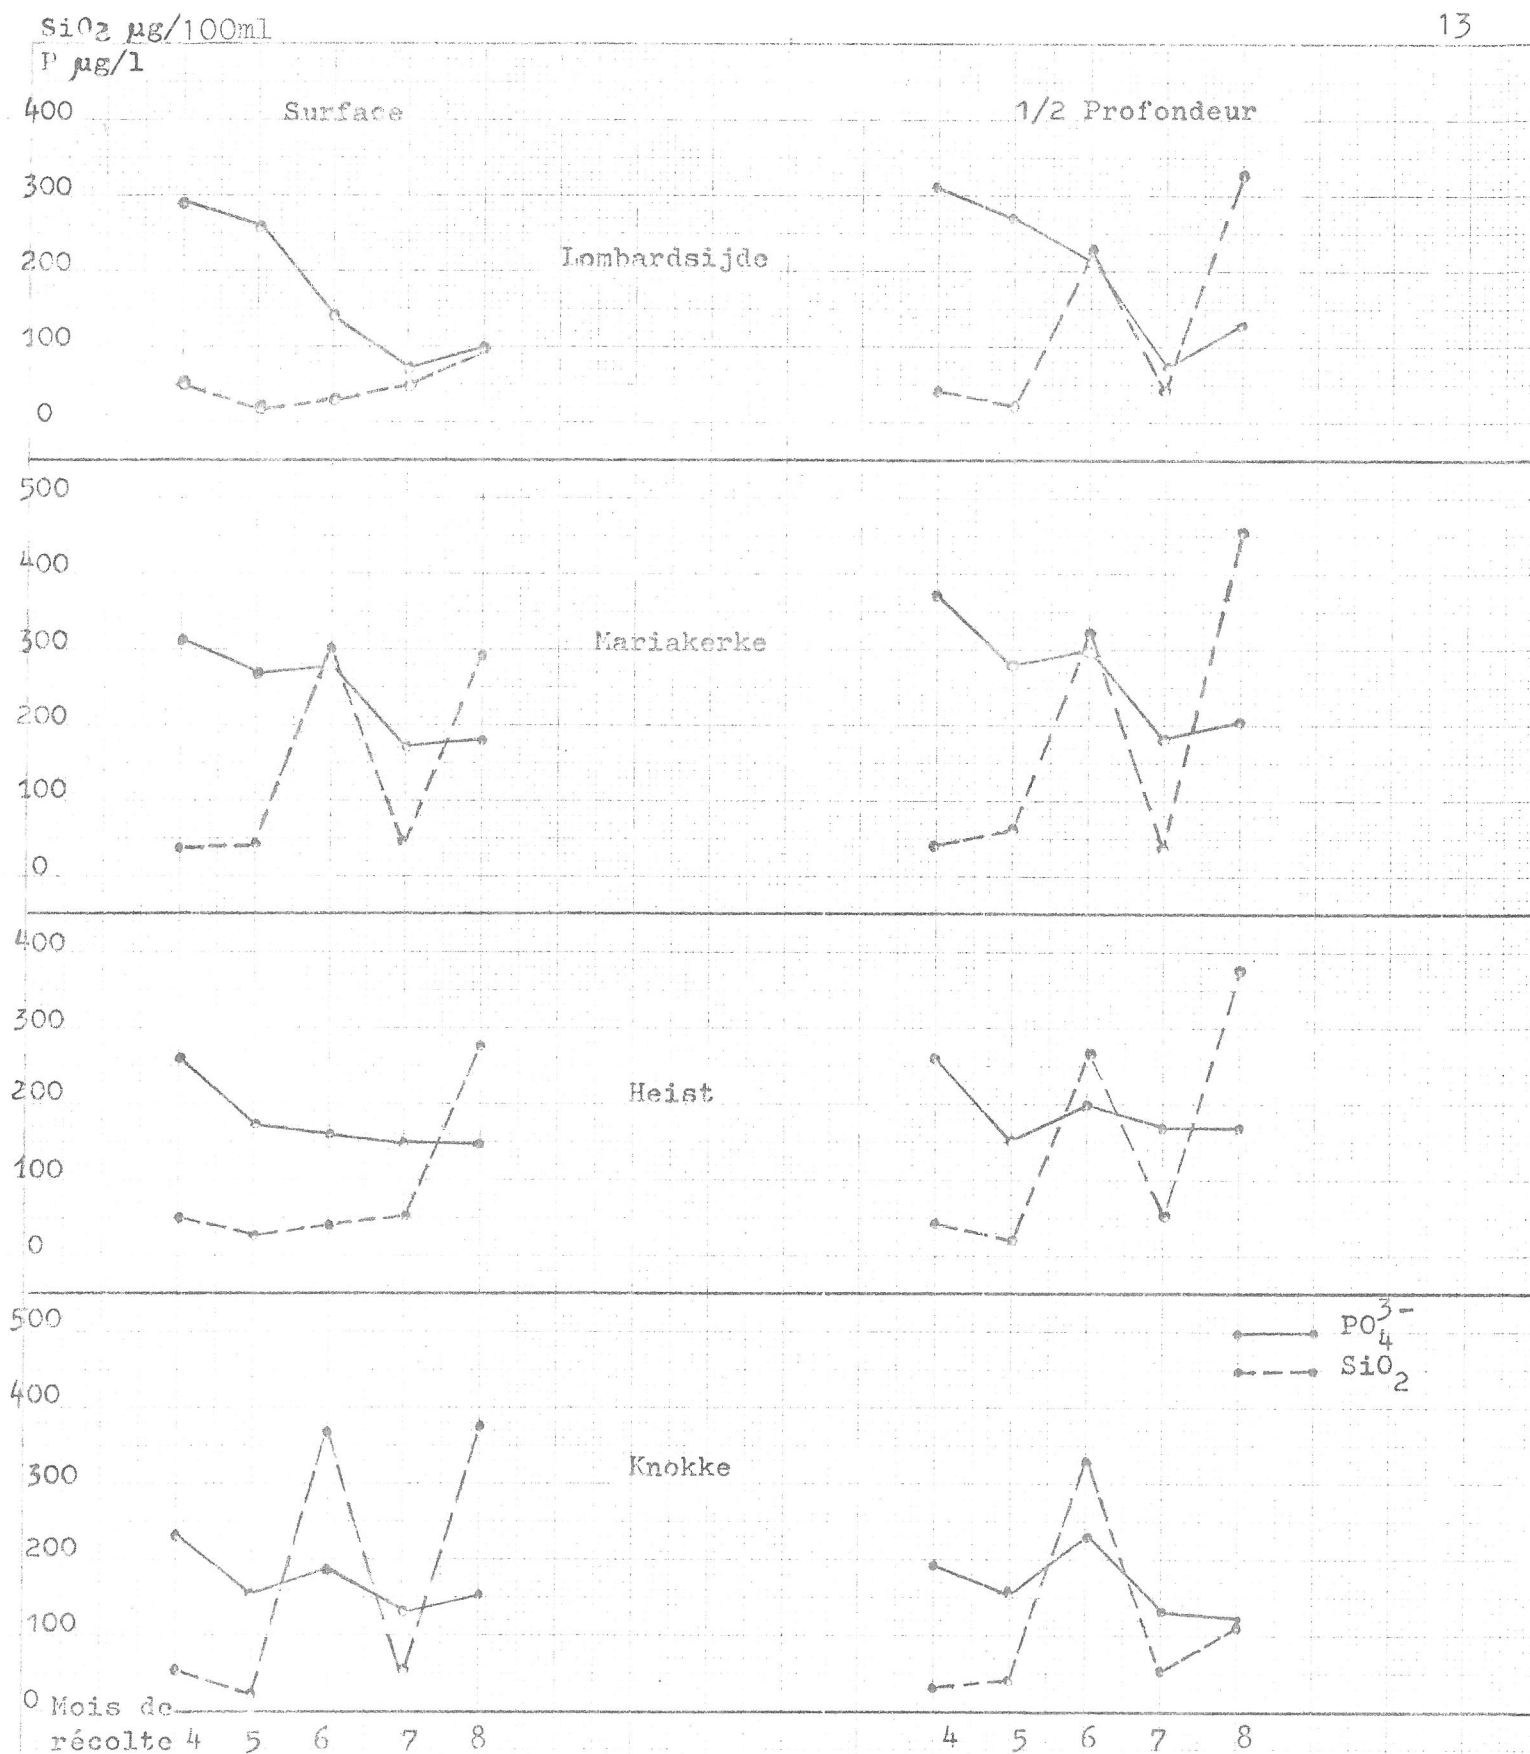 SiO2 µg/100ml
13
P µg/l
400 Surface 1/2 Profondeur
300
200 Lombardsijde
100
0
500
400
300 Mariakerke
200
100
0
400
300
200 Heist
100
0
500
PO4 3-
SiO2
400
300 Knokke
200
100
0 Mois de
récolte 4 5 6 7 8 4 5 6 7 8